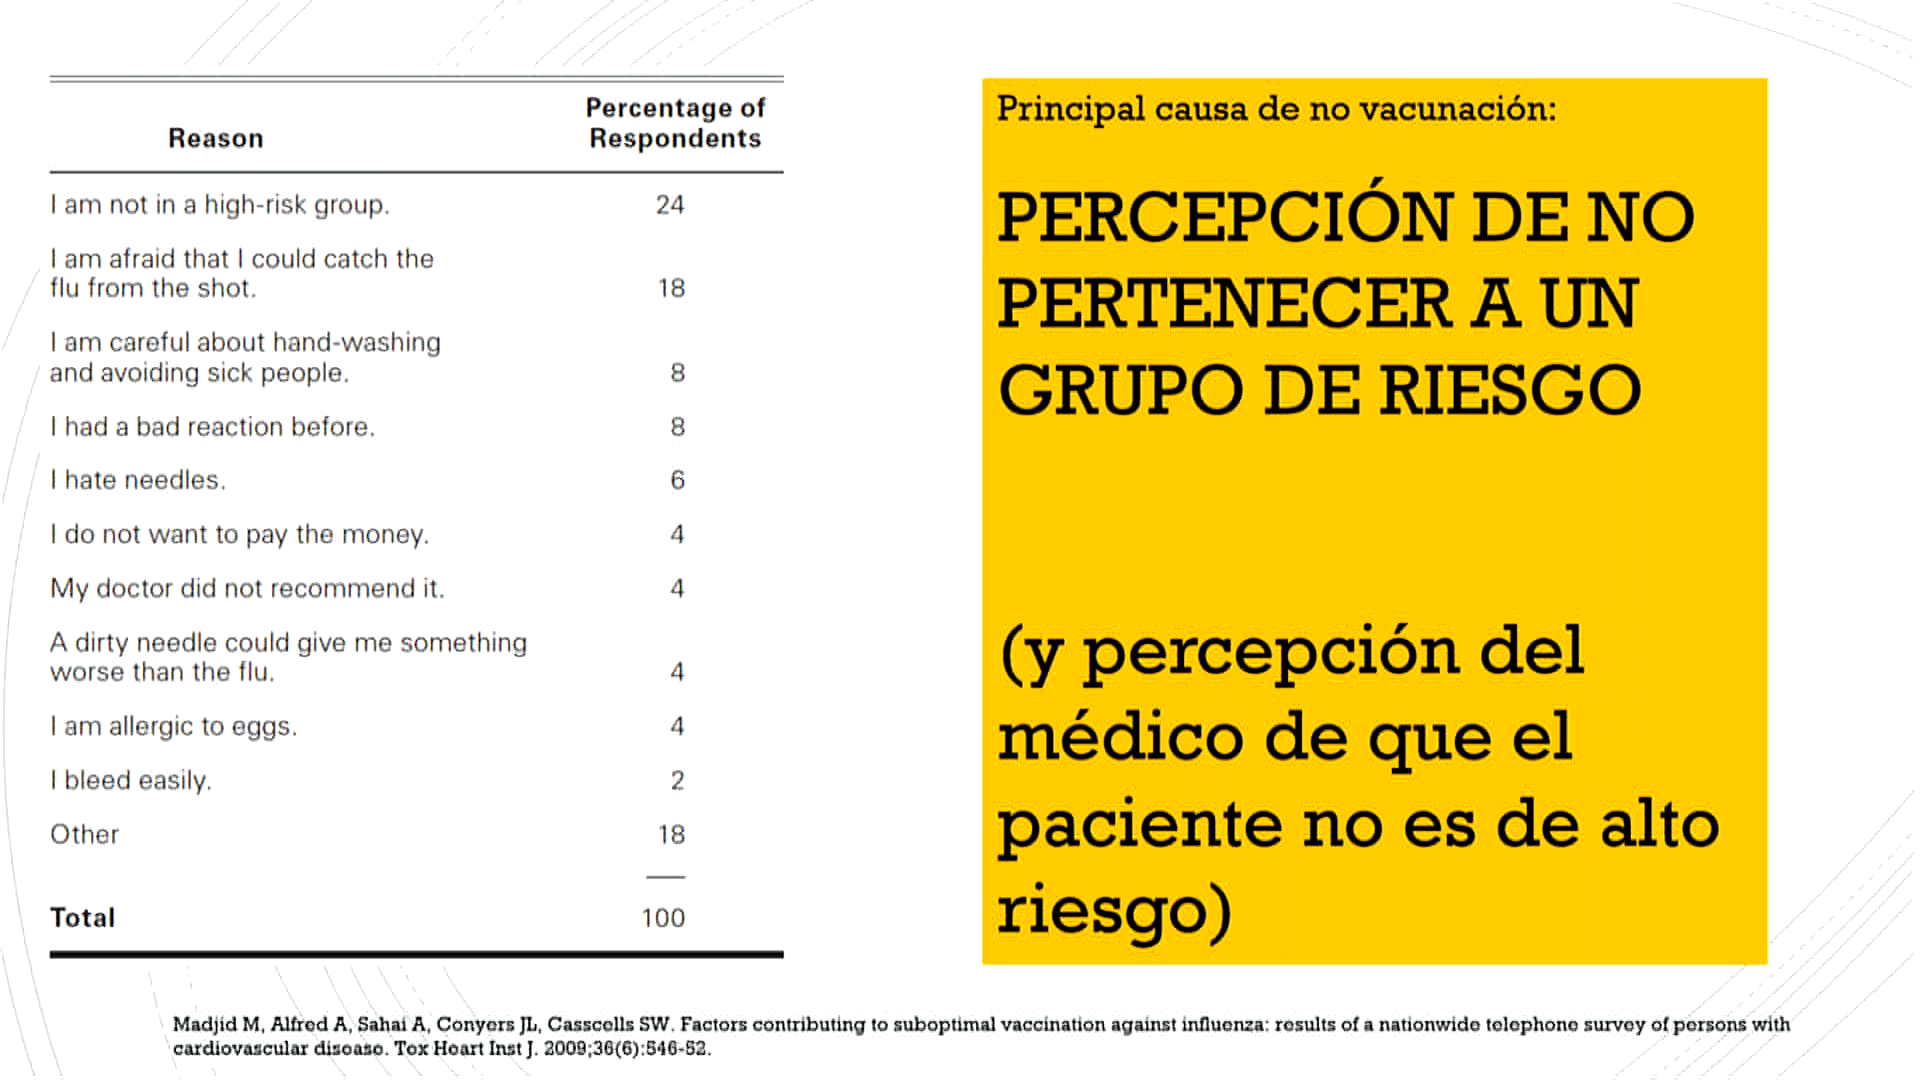 Reason
Percentage of
Respondents
I am not in a high-risk group. 24
I am afraid that I could catch the
flu from the shot. 18
I am careful about hand-washing
and avoiding sick people. 8
I had a bad reaction before. 8
I hate needles. 6
I do not want to pay the money. 4
My doctor did not recommend it. 4
A dirty needle could give me something
worse than the flu. 4
I am allergic to eggs. 4
I bleed easily. 2
Other 18
Total 100
Principal causa de no vacunación:
PERCEPCIÓN DE NO
PERTENECER A UN
GRUPO DE RIESGO
(y percepción del
médico de que el
paciente no es de alto
riesgo)
Madjid M, Alfred A, Sahai A, Conyers JL, Casscells SW. Factors contributing to suboptimal vaccination against influenza: results of a nationwide telephone survey of persons with
cardiovascular disease. Tex Heart Inst J. 2009;36(6):546-52.